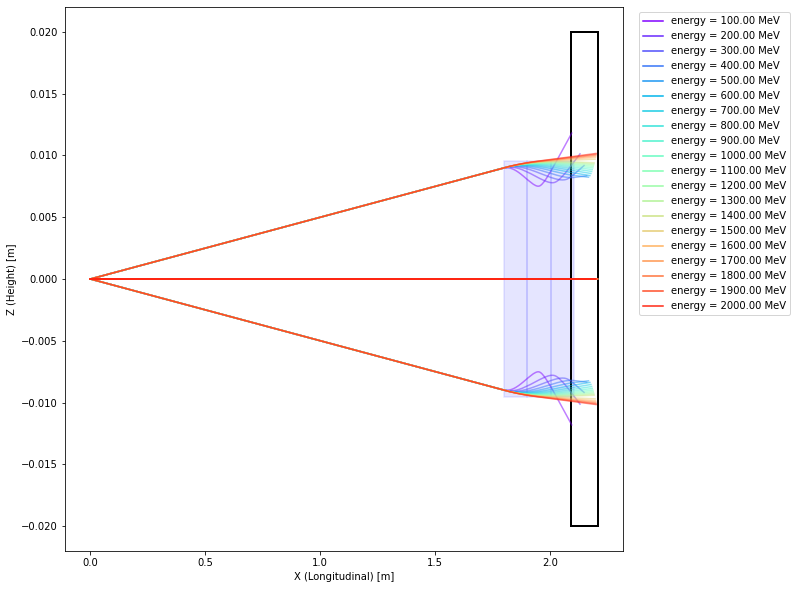 0.020
0.015
0.010
0.005
0.000
−0.005
−0.010
−0.015
−0.020
Z (Height) [m]
0.0
0.5
1.0
1.5
2.0
X (Longitudinal) [m]
energy = 100.00 MeV
energy = 200.00 MeV
energy = 300.00 MeV
energy = 400.00 MeV
energy = 500.00 MeV
energy = 600.00 MeV
energy = 700.00 MeV
energy = 800.00 MeV
energy = 900.00 MeV
energy = 1000.00 MeV
energy = 1100.00 MeV
energy = 1200.00 MeV
energy = 1300.00 MeV
energy = 1400.00 MeV
energy = 1500.00 MeV
energy = 1600.00 MeV
energy = 1700.00 MeV
energy = 1800.00 MeV
energy = 1900.00 MeV
energy = 2000.00 MeV